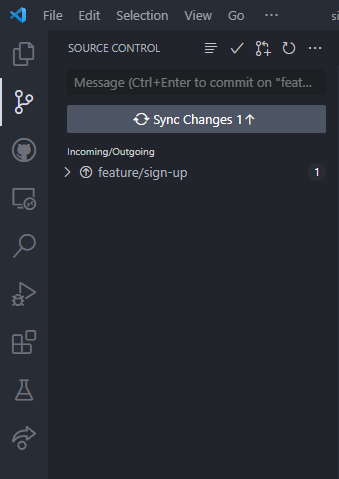 File Edit Selection View Go ···
SOURCE CONTROL ···
Message (Ctrl+Enter to commit on "feat...
Sync Changes 1↑
Incoming/Outgoing
feature/sign-up 1